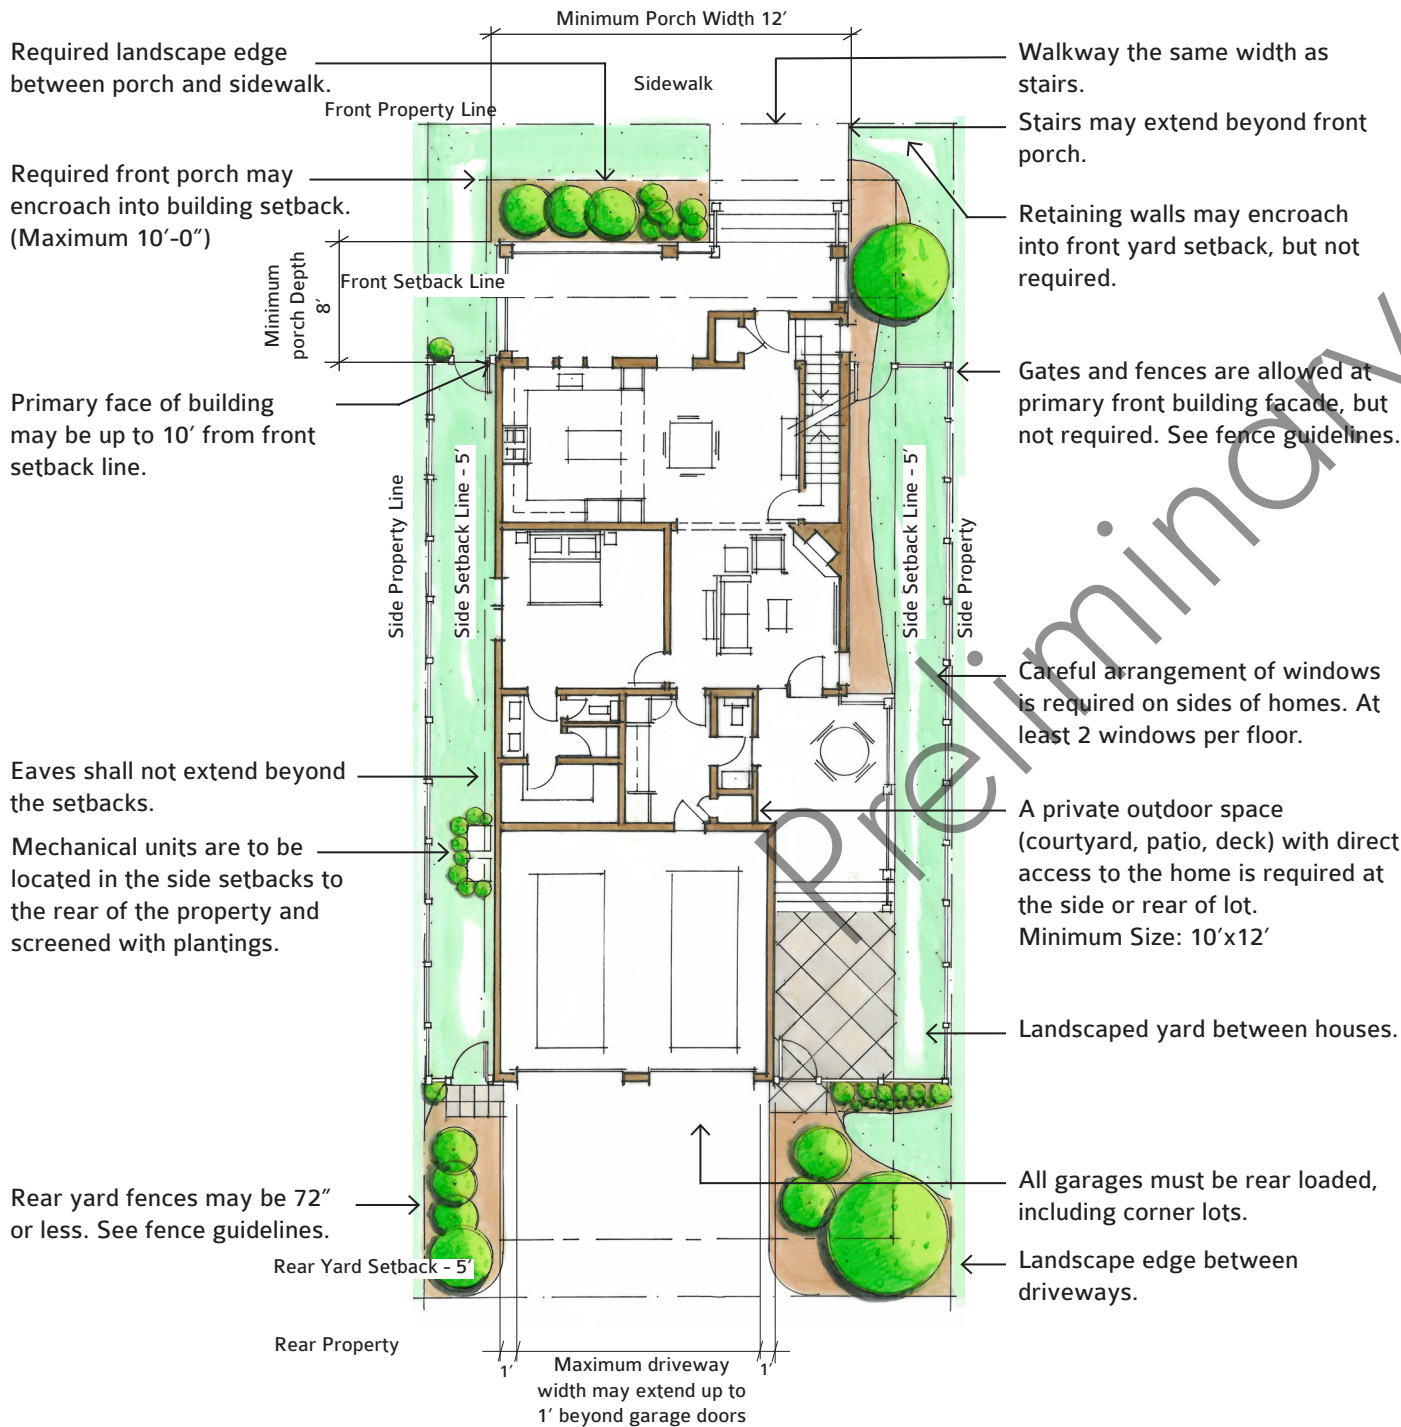 Minimum Porch Width 12′
Required landscape edge
between porch and sidewalk.
Sidewalk
Walkway the same width as
stairs.
Front Property Line
Stairs may extend beyond front
porch.
Required front porch may
encroach into building setback.
(Maximum 10′-0″)
Retaining walls may encroach
into front yard setback, but not
required.
Front Setback Line
Minimum
porch Depth
8′
Gates and fences are allowed at
primary front building facade, but
not required. See fence guidelines.
Primary face of building
may be up to 10′ from front
setback line.
Side Property Line
Side Setback Line - 5′
Side Setback Line - 5′
Side Property
Preliminary
Careful arrangement of windows
is required on sides of homes. At
least 2 windows per floor.
Eaves shall not extend beyond
the setbacks.
A private outdoor space
(courtyard, patio, deck) with direct
access to the home is required at
the side or rear of lot.
Minimum Size: 10′x12′
Mechanical units are to be
located in the side setbacks to
the rear of the property and
screened with plantings.
Landscaped yard between houses.
Rear yard fences may be 72″
or less. See fence guidelines.
All garages must be rear loaded,
including corner lots.
Rear Yard Setback - 5′
Landscape edge between
driveways.
Rear Property
1′
1′
Maximum driveway
width may extend up to
1′ beyond garage doors